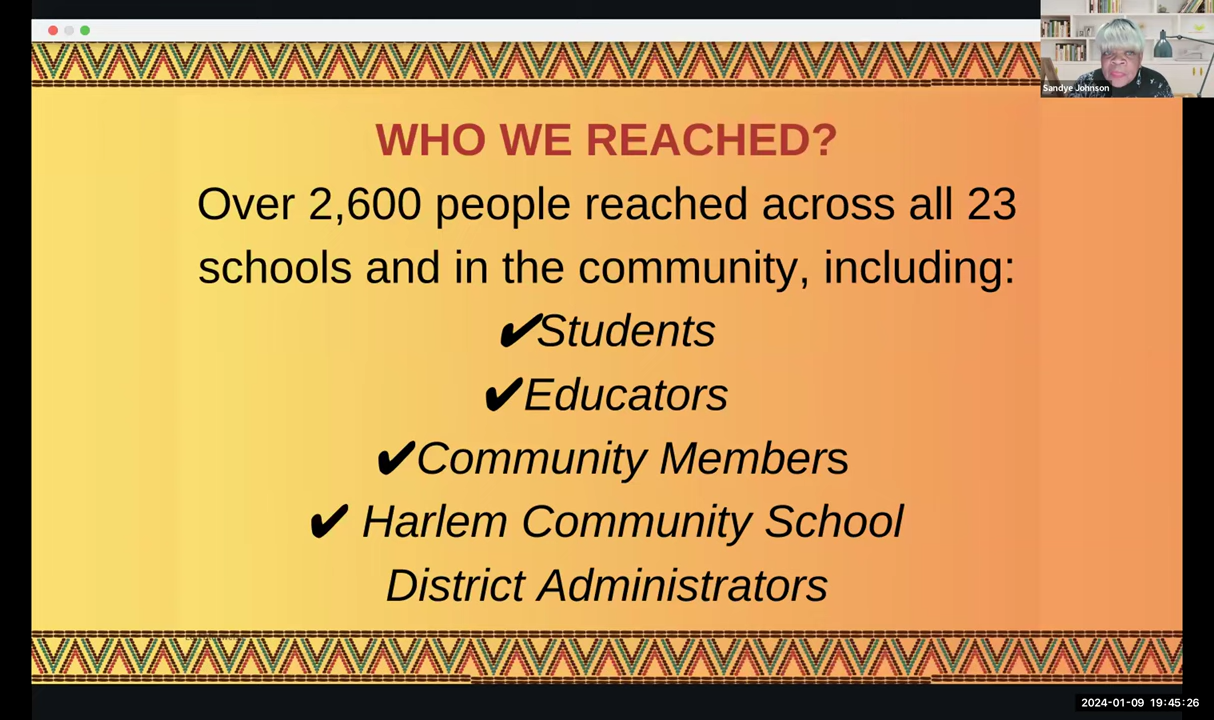 Sandye Johnson
WHO WE REACHED?
Over 2,600 people reached across all 23
schools and in the community, including:
✔Students
✔Educators
✔Community Members
✔ Harlem Community School
District Administrators
2024-01-09 19:45:26